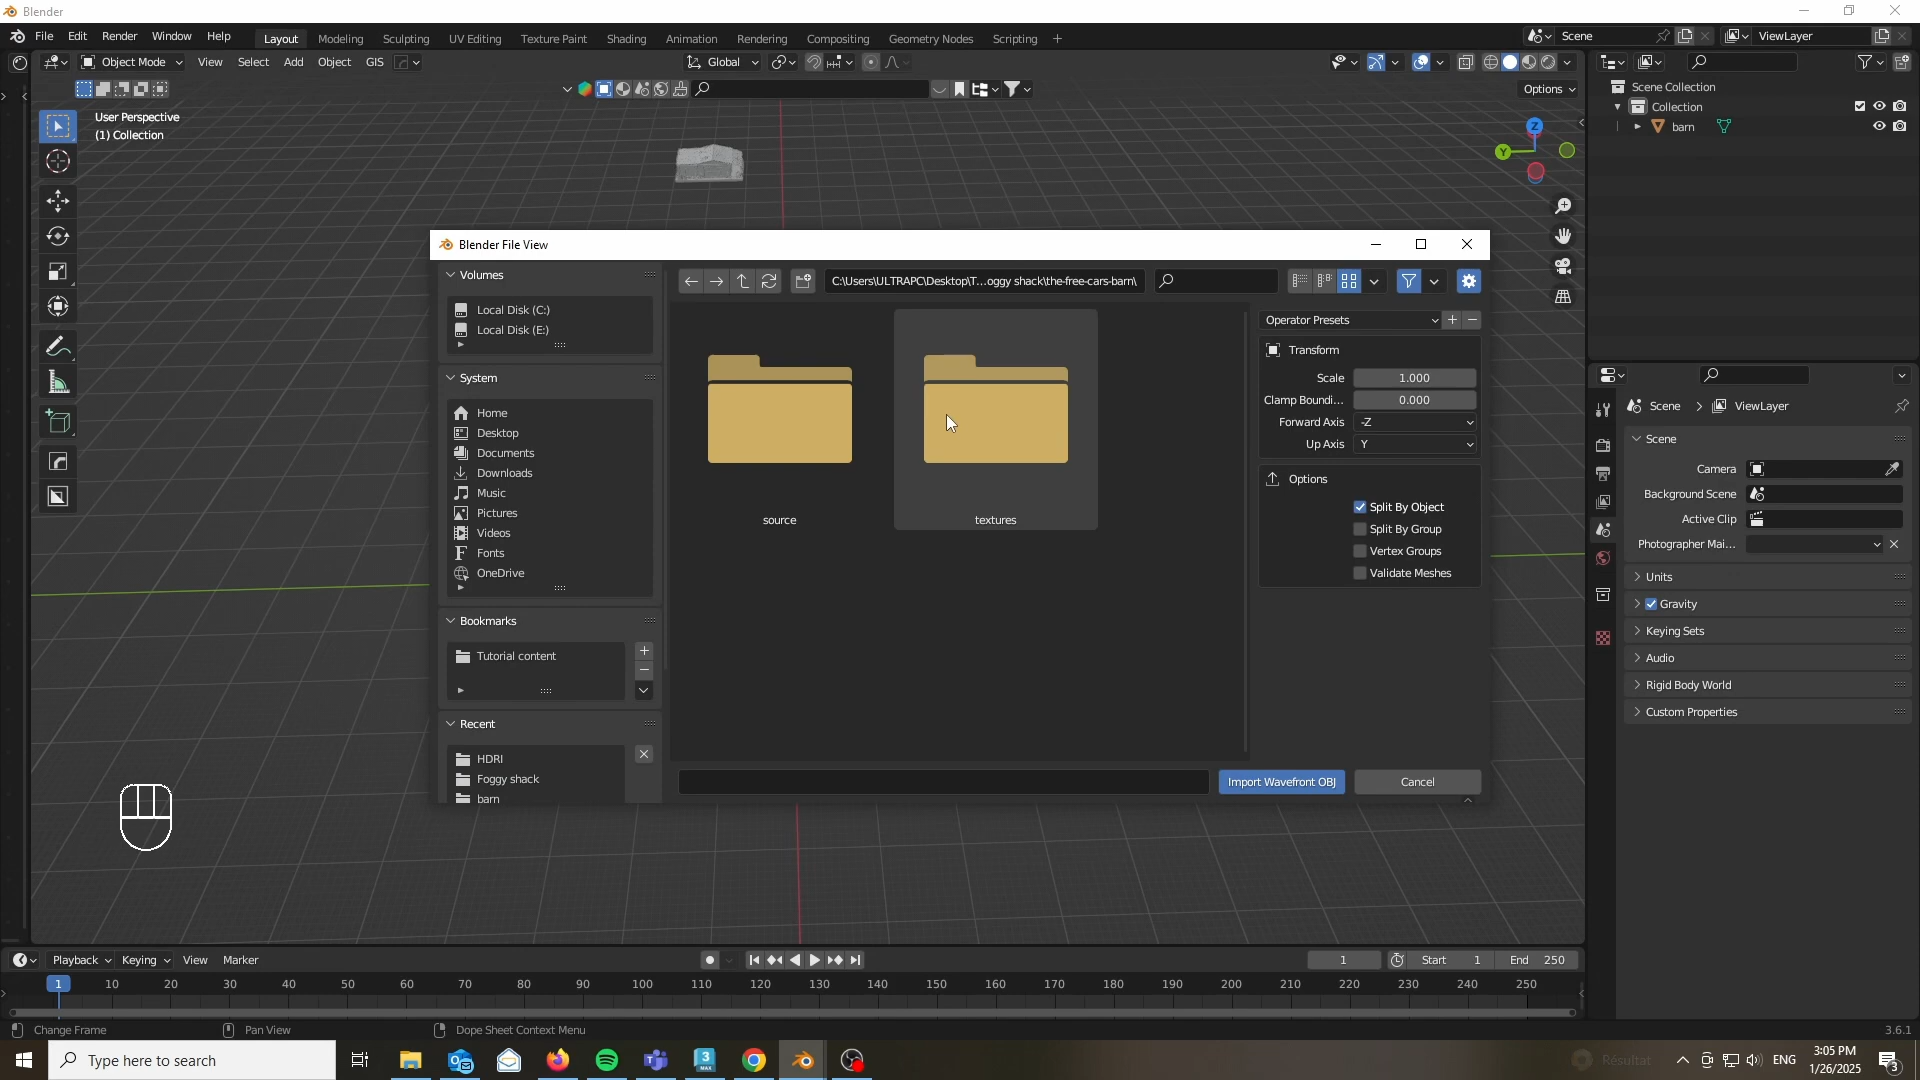 Blender
File Edit Render Window Help Layout Modeling Sculpting UV Editing Texture Paint Shading Animation Rendering Compositing Geometry Nodes Scripting + Scene ViewLayer
Object Mode View Select Add Object GIS Global
Options
User Perspective
(1) Collection
Z
Y
Scene Collection
Collection
barn
Blender File View
Volumes
Local Disk (C:)
Local Disk (E:)
System
Home
Desktop
Documents
Downloads
Music
Pictures
Videos
Fonts
OneDrive
Bookmarks
Tutorial content
Recent
HDRI
Foggy shack
barn
C:\Users\ULTRAPC\Desktop\T...oggy shack\the-free-cars-barn\
source
textures
Operator Presets
Transform
Scale 1.000
Clamp Boundi... 0.000
Forward Axis -Z
Up Axis Y
Options
Split By Object
Split By Group
Vertex Groups
Validate Meshes
Import Wavefront OBJ Cancel
Scene > ViewLayer
Scene
Camera
Background Scene
Active Clip
Photographer Mai...
Units
Gravity
Keying Sets
Audio
Rigid Body World
Custom Properties
Playback Keying View Marker 1 Start 1 End 250
1 10 20 30 40 50 60 70 80 90 100 110 120 130 140 150 160 170 180 190 200 210 220 230 240 250
Change Frame Pan View Dope Sheet Context Menu 3.6.1
Type here to search
3
MAX
Résultat
ENG
3:05 PM
1/26/2025
3